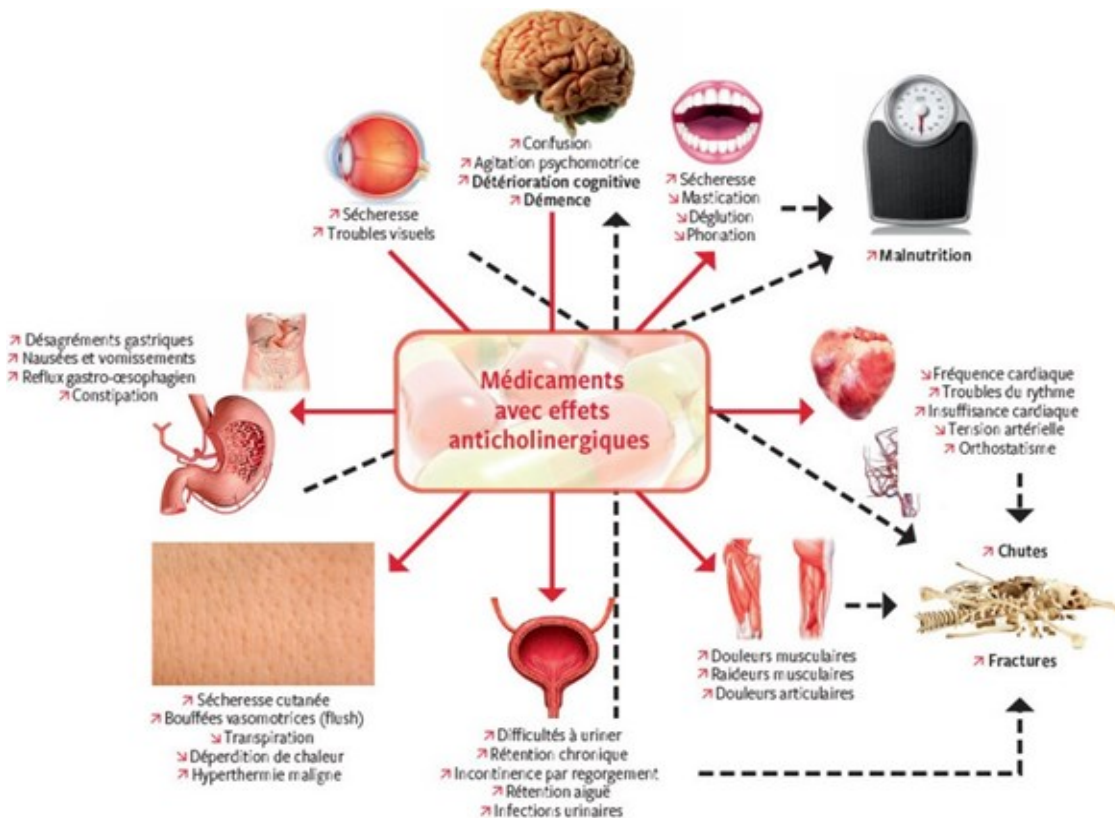 ↗ Confusion
↗ Agitation psychomotrice
↗ Détérioration cognitive
↗ Démence
↗ Sécheresse
↘ Mastication
↘ Déglution
↘ Phonation
↗ Malnutrition
↗ Sécheresse
↗ Troubles visuels
↗ Désagréments gastriques
↗ Nausées et vomissements
↗ Reflux gastro-œsophagien
↗ Constipation
Médicaments
avec effets
anticholinergiques
↘ Fréquence cardiaque
↗ Troubles du rythme
↗ Insuffisance cardiaque
↘ Tension artérielle
↗ Orthostatisme
↗ Chutes
↗ Fractures
↗ Douleurs musculaires
↗ Raideurs musculaires
↗ Douleurs articulaires
↗ Sécheresse cutanée
↗ Bouffées vasomotrices (flush)
↘ Transpiration
↘ Déperdition de chaleur
↗ Hyperthermie maligne
↗ Difficultés à uriner
↗ Rétention chronique
↗ Incontinence par regorgement
↗ Rétention aiguë
↗ Infections urinaires